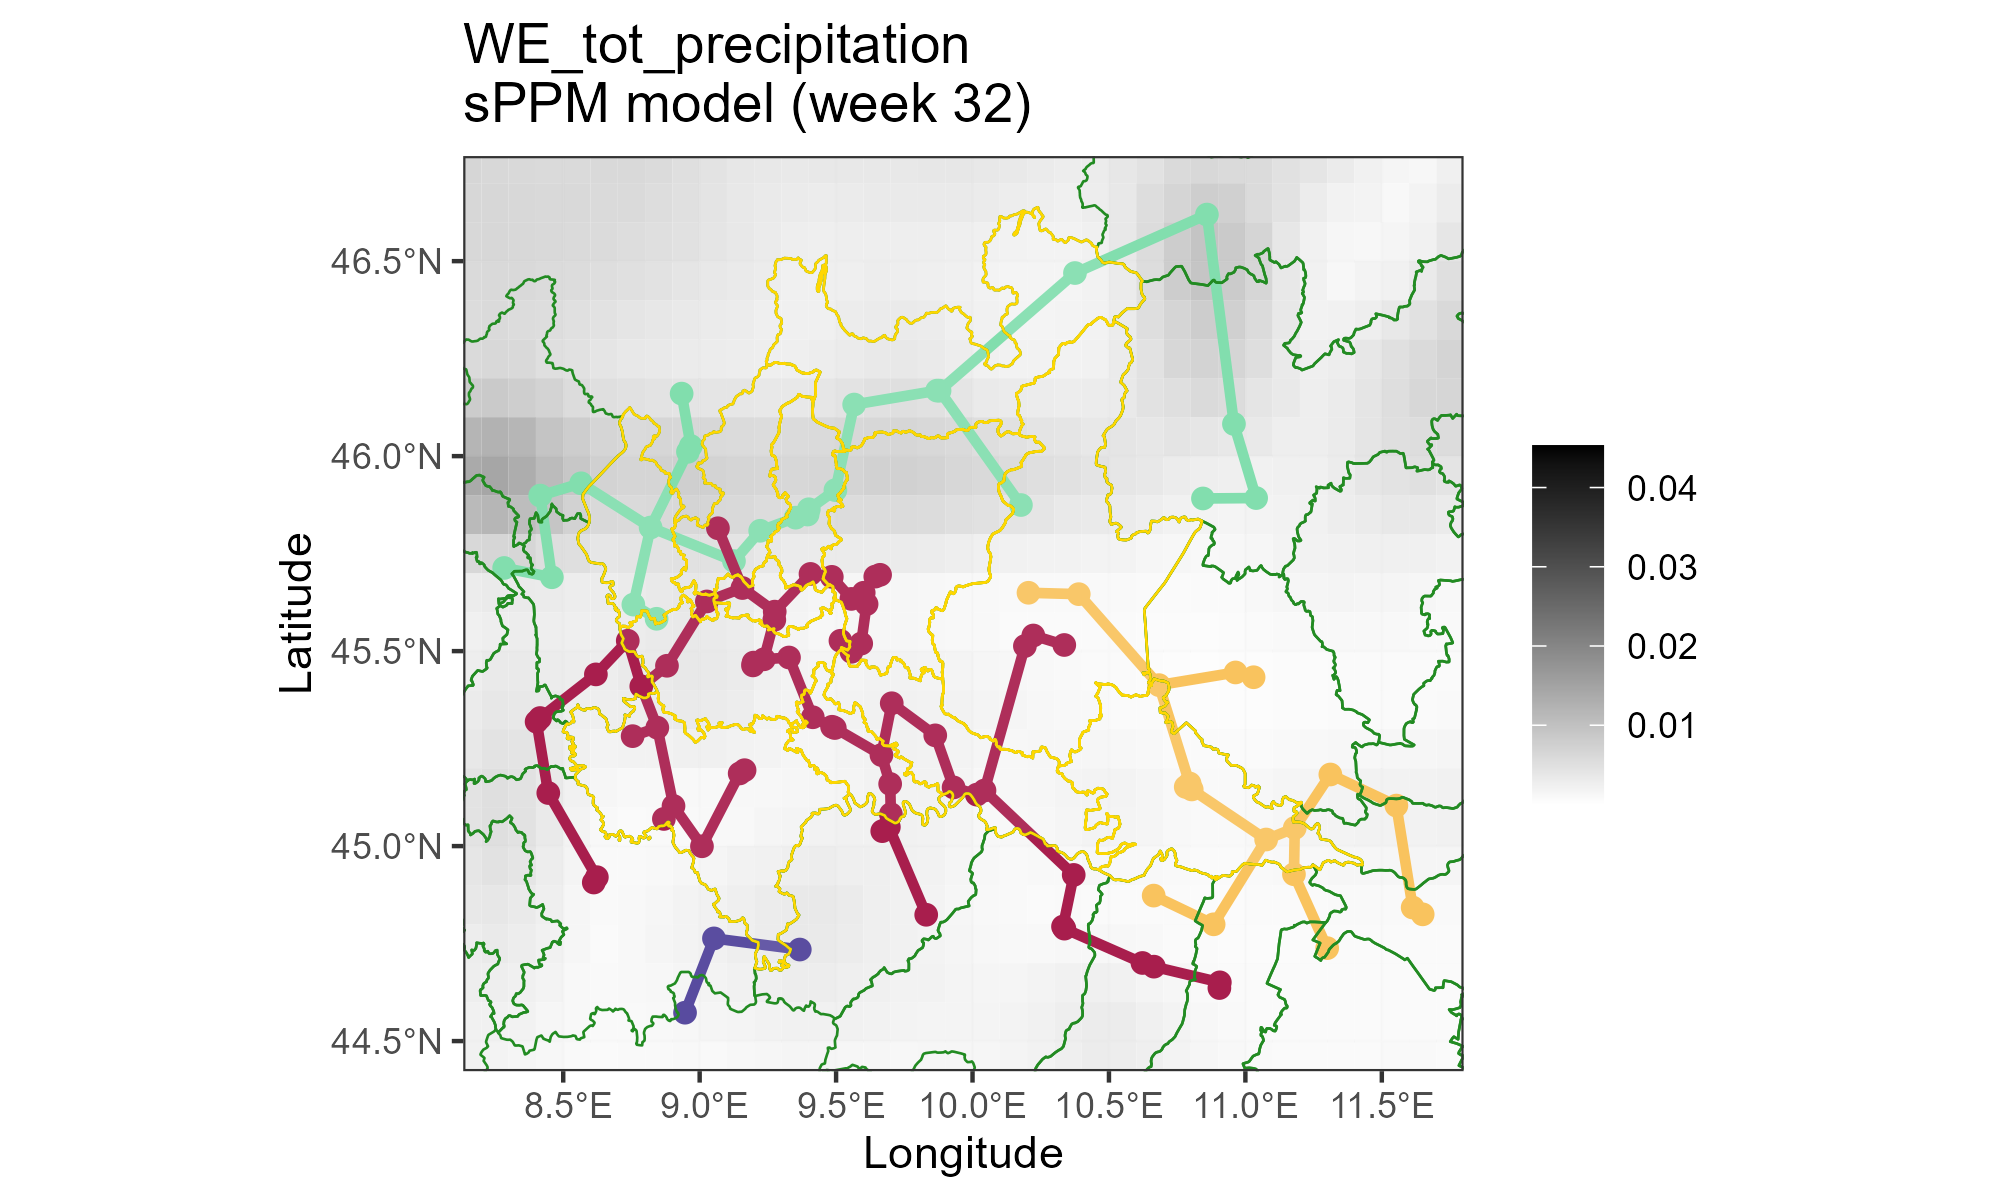 WE_tot_precipitation
sPPM model (week 32)
46.5°N
46.0°N
45.5°N
45.0°N
44.5°N
Latitude
8.5°E 9.0°E 9.5°E 10.0°E 10.5°E 11.0°E 11.5°E
Longitude
0.04
0.03
0.02
0.01